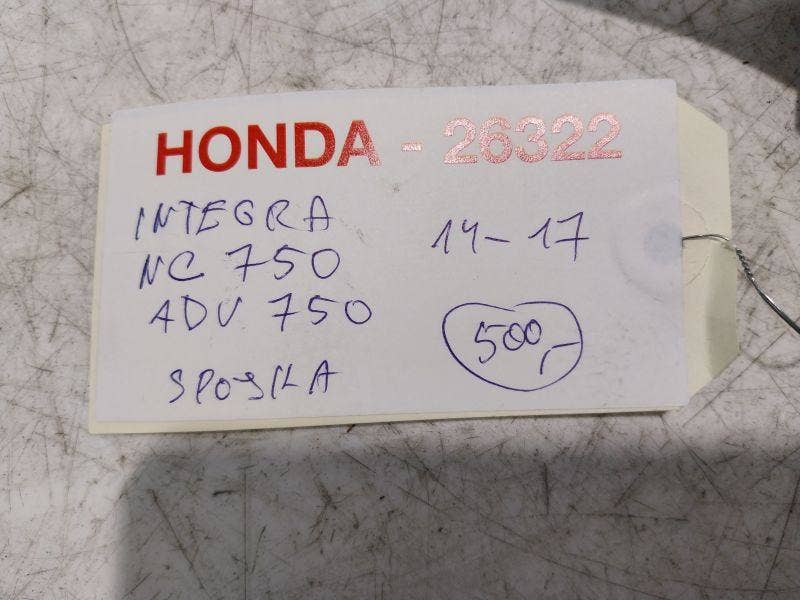 HONDA - 26322
INTEGRA
NC 750 14-17
ADV 750
500,-
SPOJKA